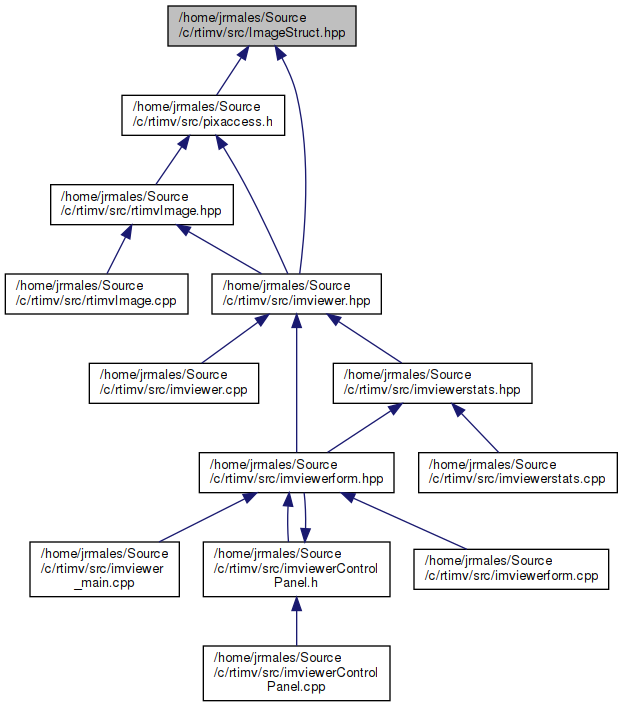 /home/jrmales/Source
/c/rtimv/src/ImageStruct.hpp
/home/jrmales/Source
/c/rtimv/src/pixaccess.h
/home/jrmales/Source
/c/rtimv/src/rtimvImage.hpp
/home/jrmales/Source
/c/rtimv/src/rtimvImage.cpp
/home/jrmales/Source
/c/rtimv/src/imviewer.hpp
/home/jrmales/Source
/c/rtimv/src/imviewer.cpp
/home/jrmales/Source
/c/rtimv/src/imviewerstats.hpp
/home/jrmales/Source
/c/rtimv/src/imviewerform.hpp
/home/jrmales/Source
/c/rtimv/src/imviewerstats.cpp
/home/jrmales/Source
/c/rtimv/src/imviewer
_main.cpp
/home/jrmales/Source
/c/rtimv/src/imviewerControl
Panel.h
/home/jrmales/Source
/c/rtimv/src/imviewerform.cpp
/home/jrmales/Source
/c/rtimv/src/imviewerControl
Panel.cpp